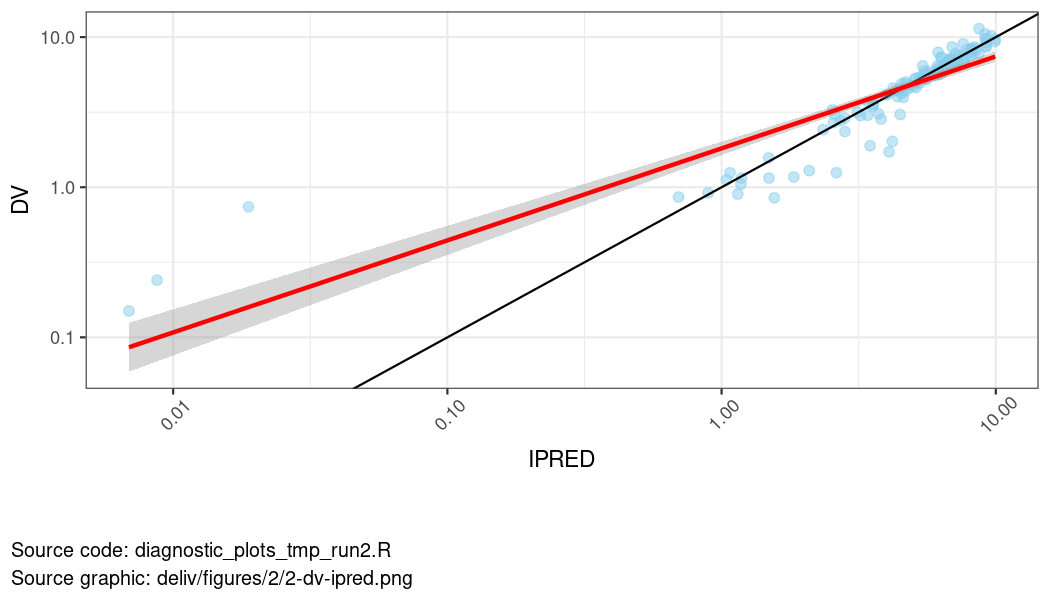 10.0
1.0
0.1
DV
0.01
0.10
1.00
10.00
IPRED
Source code: diagnostic_plots_tmp_run2.R
Source graphic: deliv/figures/2/2-dv-ipred.png